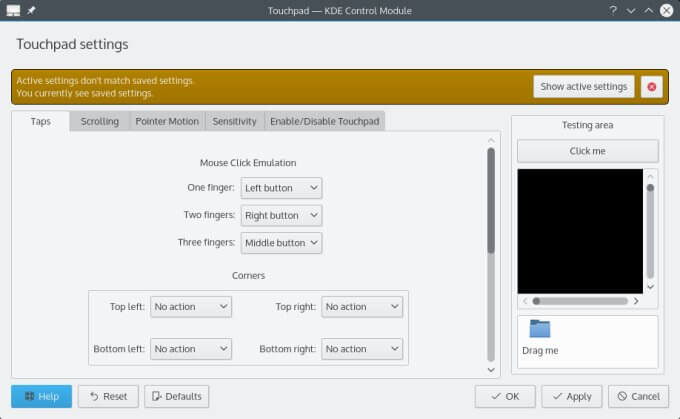 Touchpad — KDE Control Module
Touchpad settings
Active settings don't match saved settings.
You currently see saved settings.
Show active settings
Taps Scrolling Pointer Motion Sensitivity Enable/Disable Touchpad
Mouse Click Emulation
One finger: Left button
Two fingers: Right button
Three fingers: Middle button
Corners
Top left: No action Top right: No action
Bottom left: No action Bottom right: No action
Testing area
Click me
Drag me
Help Reset Defaults OK Apply Cancel